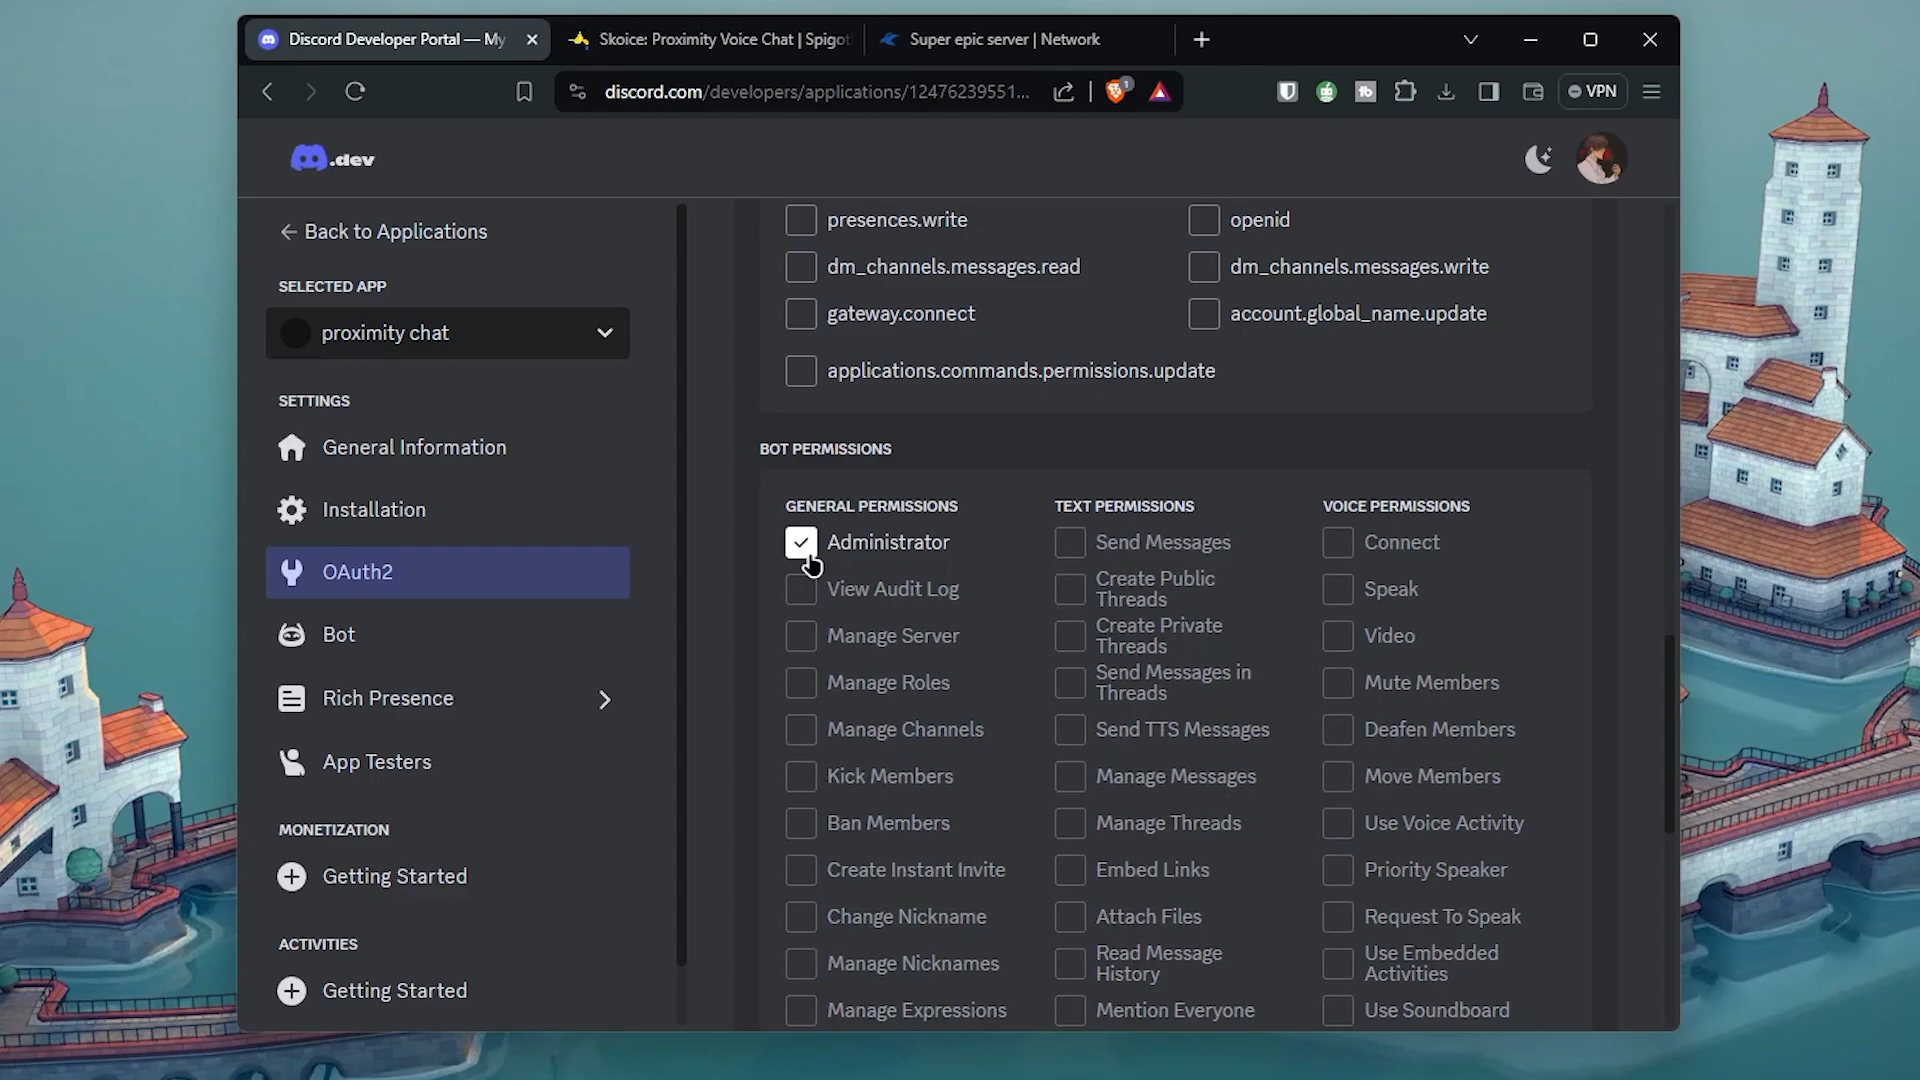 Discord Developer Portal — My
Skoice: Proximity Voice Chat | Spigot
Super epic server | Network
discord.com/developers/applications/12476239551...
1
tb
VPN
.dev
Back to Applications
SELECTED APP
proximity chat
SETTINGS
General Information
Installation
OAuth2
Bot
Rich Presence
App Testers
MONETIZATION
Getting Started
ACTIVITIES
Getting Started
presences.write
openid
dm_channels.messages.read
dm_channels.messages.write
gateway.connect
account.global_name.update
applications.commands.permissions.update
BOT PERMISSIONS
GENERAL PERMISSIONS
Administrator
View Audit Log
Manage Server
Manage Roles
Manage Channels
Kick Members
Ban Members
Create Instant Invite
Change Nickname
Manage Nicknames
Manage Expressions
TEXT PERMISSIONS
Send Messages
Create Public
Threads
Create Private
Threads
Send Messages in
Threads
Send TTS Messages
Manage Messages
Manage Threads
Embed Links
Attach Files
Read Message
History
Mention Everyone
VOICE PERMISSIONS
Connect
Speak
Video
Mute Members
Deafen Members
Move Members
Use Voice Activity
Priority Speaker
Request To Speak
Use Embedded
Activities
Use Soundboard